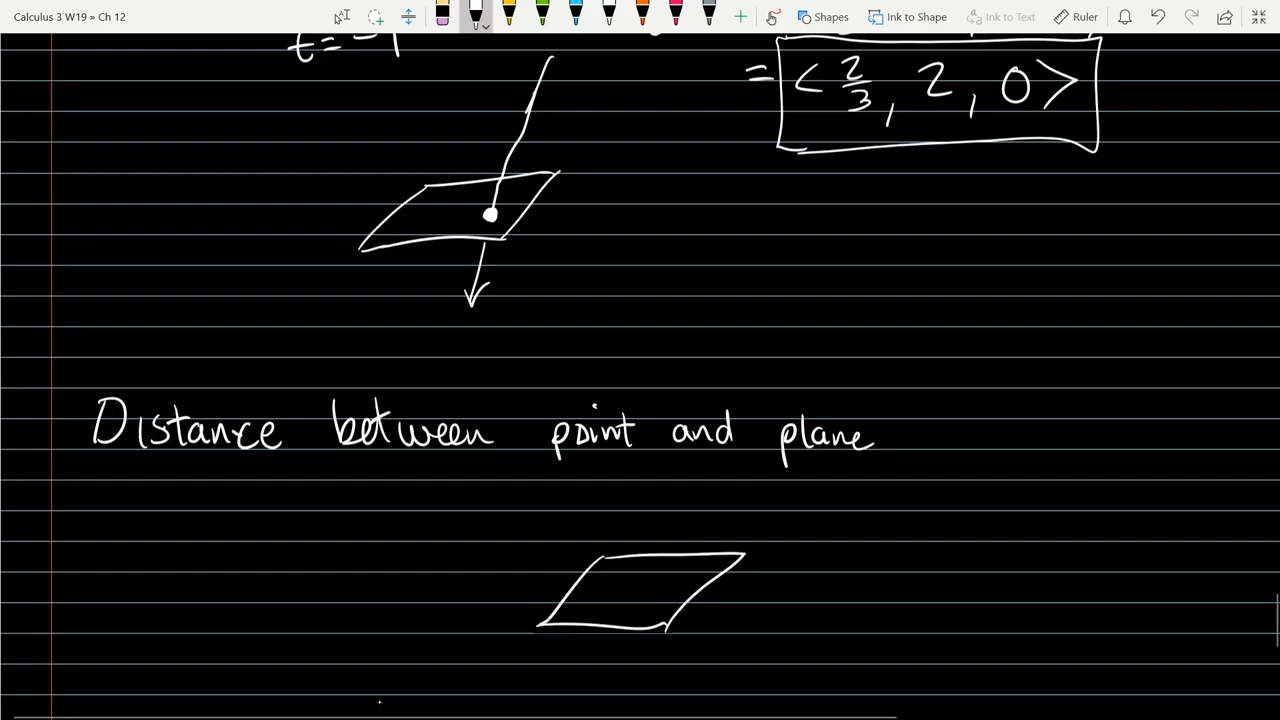 Calculus 3 W19 » Ch 12
Shapes
Ink to Shape
Ink to Text
Ruler
t = -1
= < 2/3, 2, 0 >
Distance between point and plane